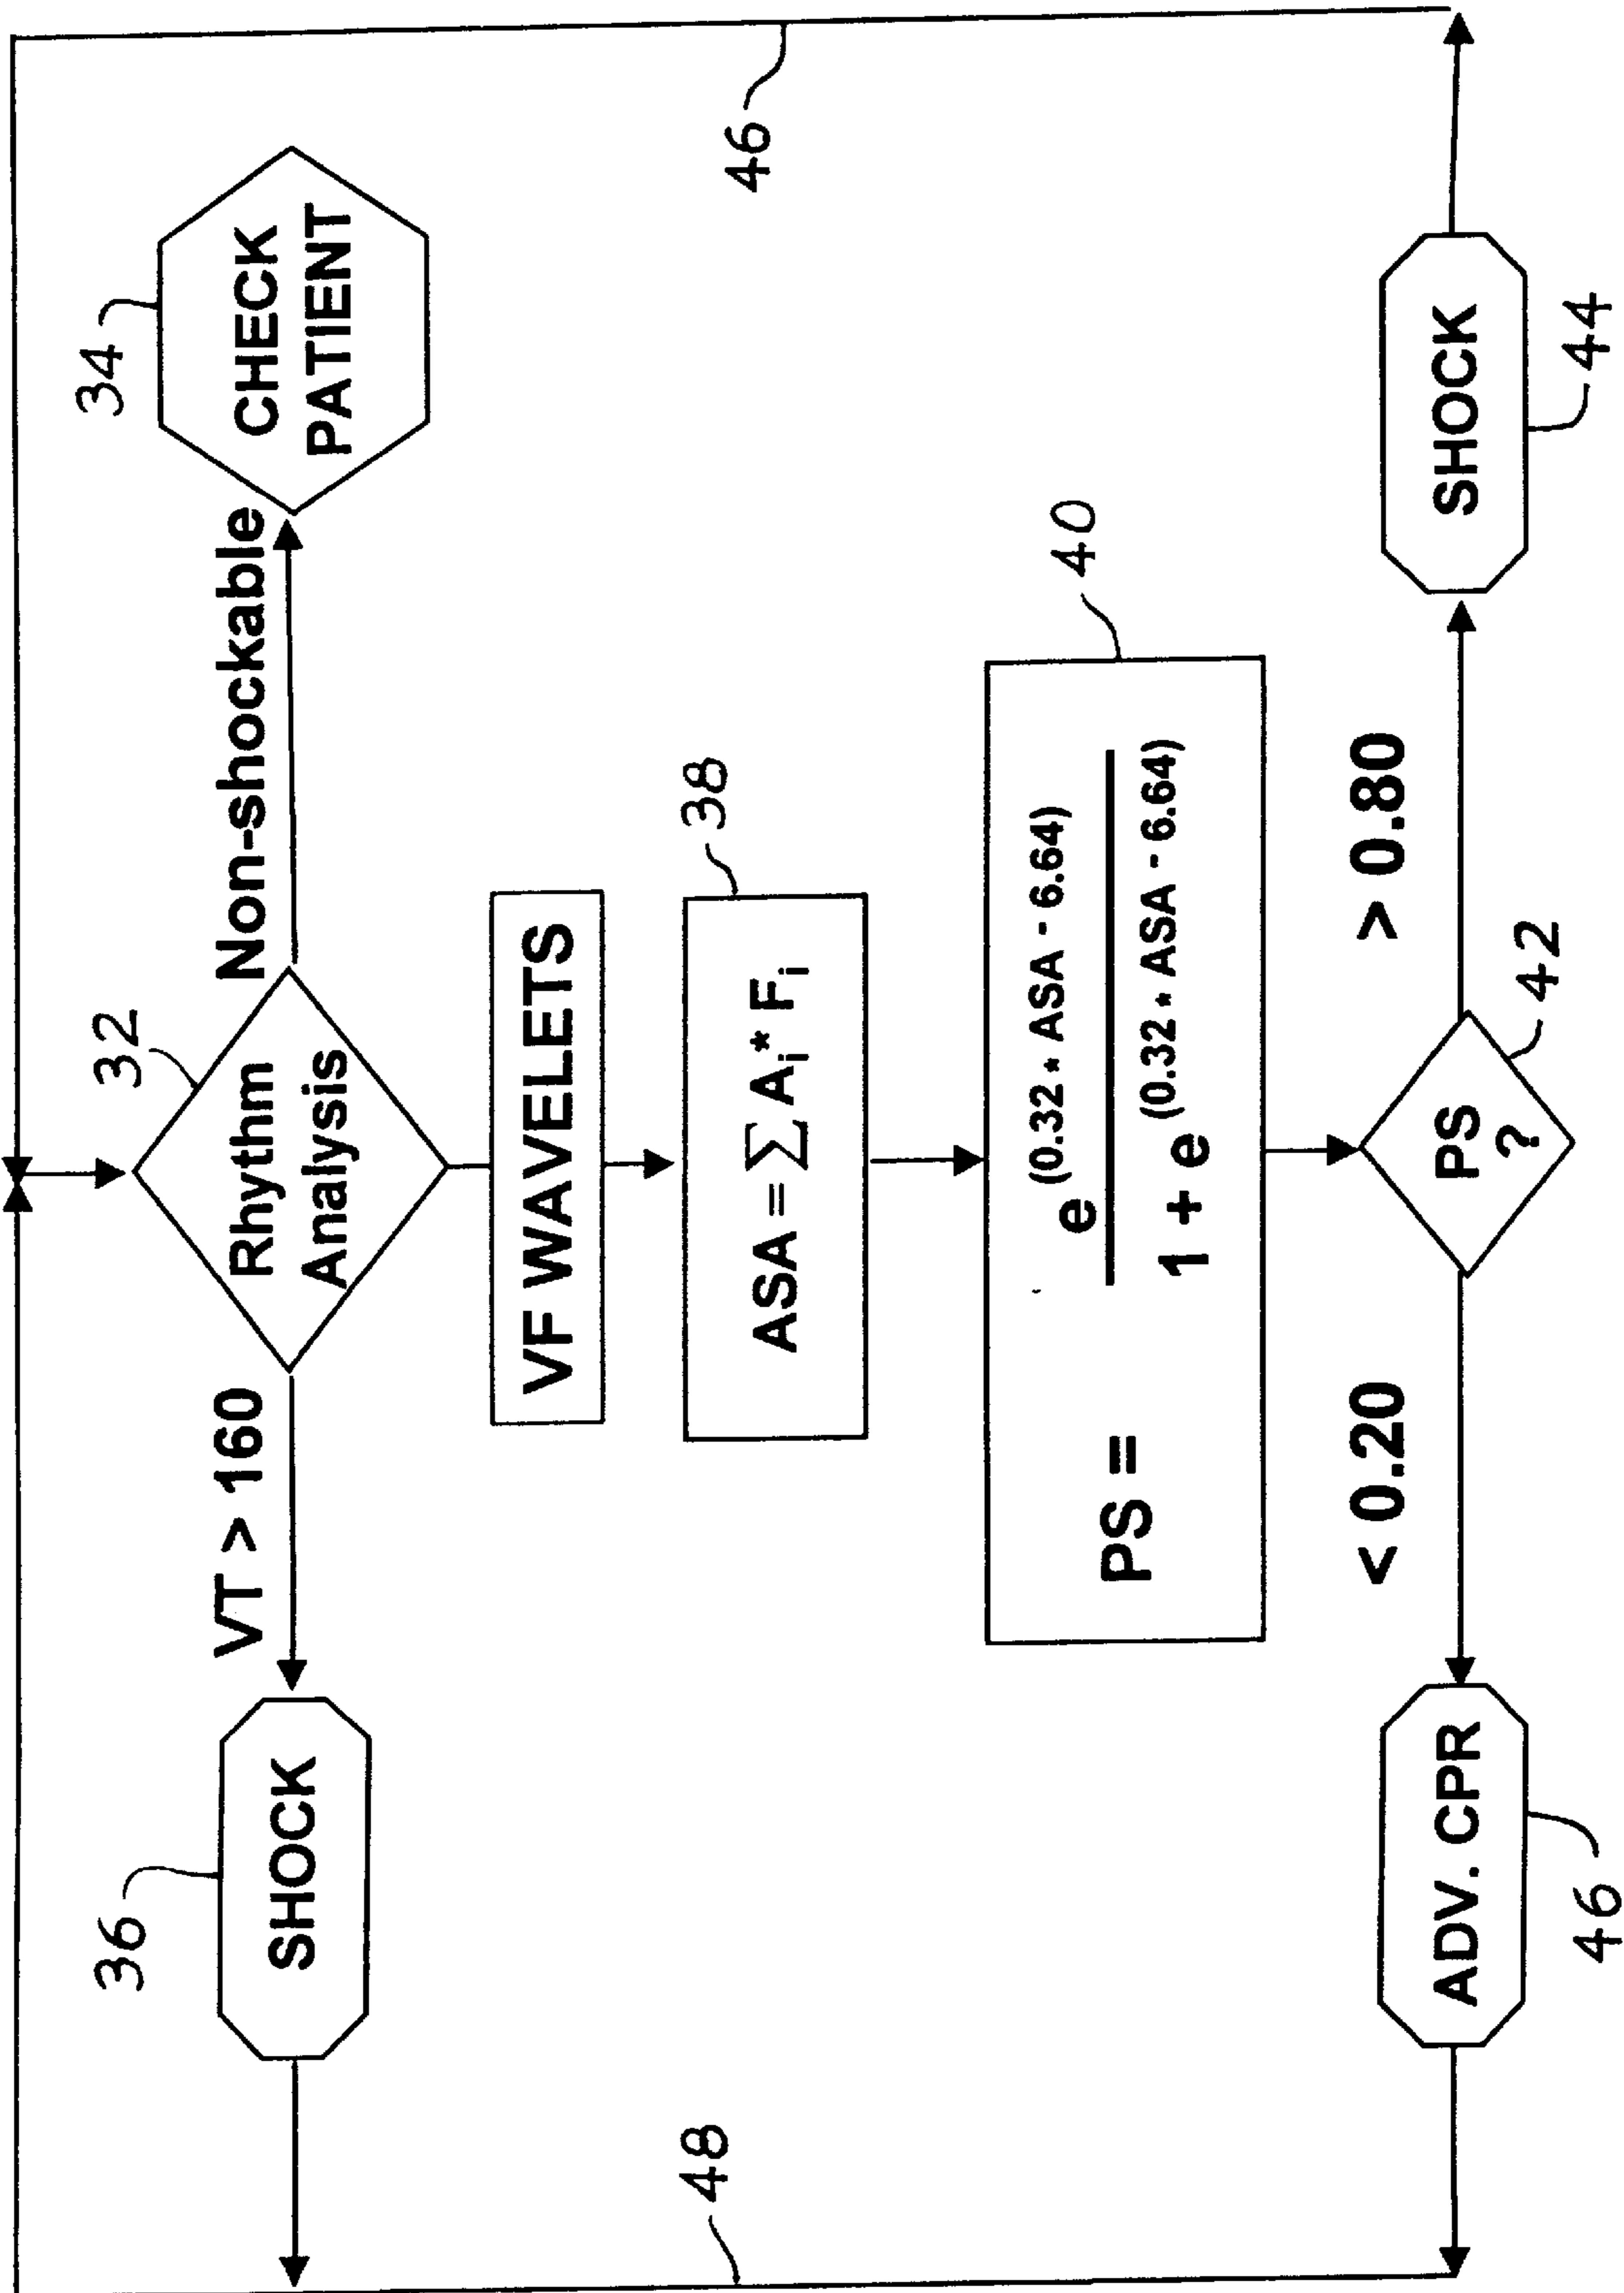 36
32
34
VT > 160
Non-shockable
SHOCK
Rhythm
Analysis
CHECK
PATIENT
VF WAVELETS
38
ASA = ∑ A_i * F_i
48
46
40
PS = e^(0.32 * ASA - 6.64)
1 + e^(0.32 * ASA - 6.64)
< 0.20
> 0.80
ADV. CPR
PS
?
SHOCK
46
42
44